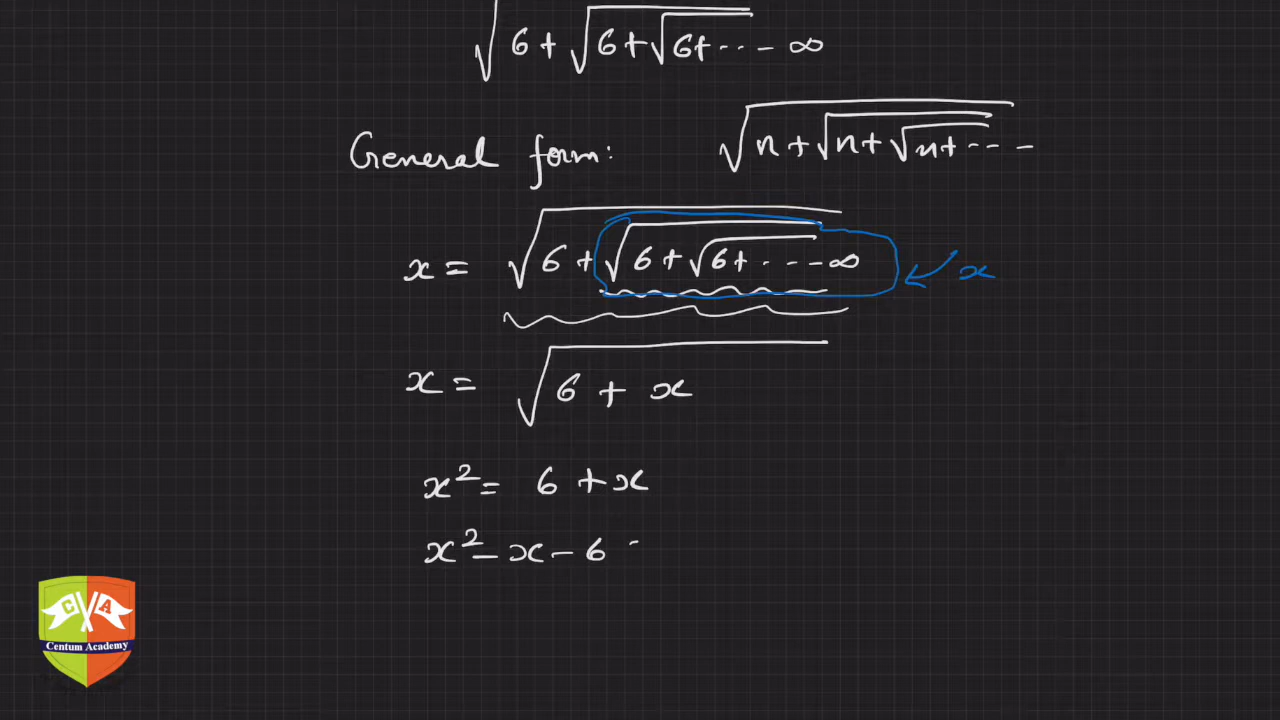 √6+√6+√6+---∞
General form: √n+√n+√n+----
x = √6+√6+√6+----∞ x
x = √6 + x
x² = 6 + x
x² - x - 6 -
C A
Centum Academy